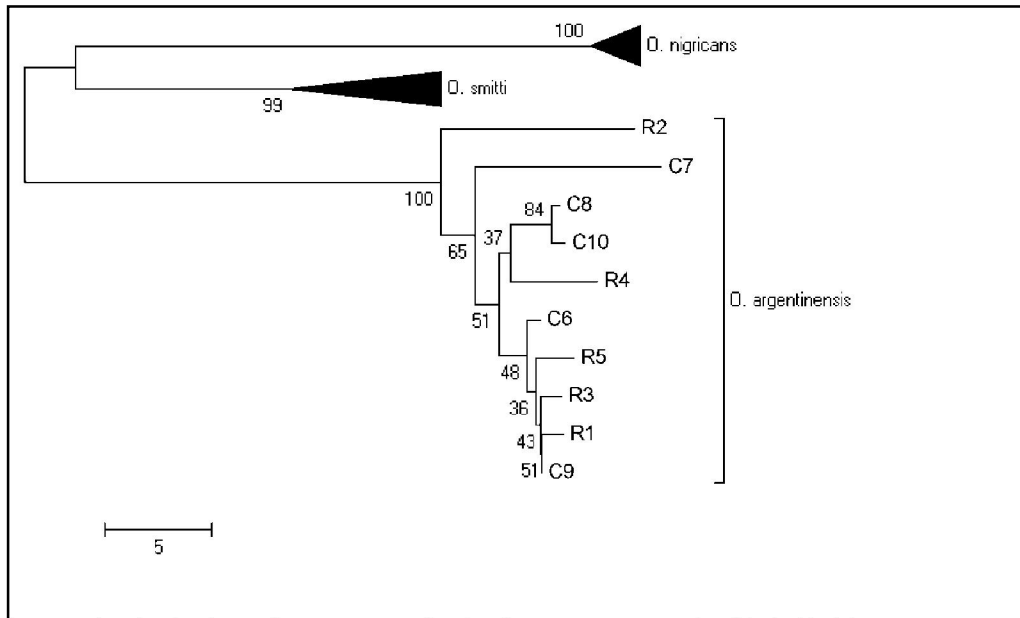 100
O. nigricans
O. smitti
99
R2
C7
100
84
C8
C10
37
65
R4
O. argentinensis
51
C6
R5
48
R3
36
R1
43
51
C9
5